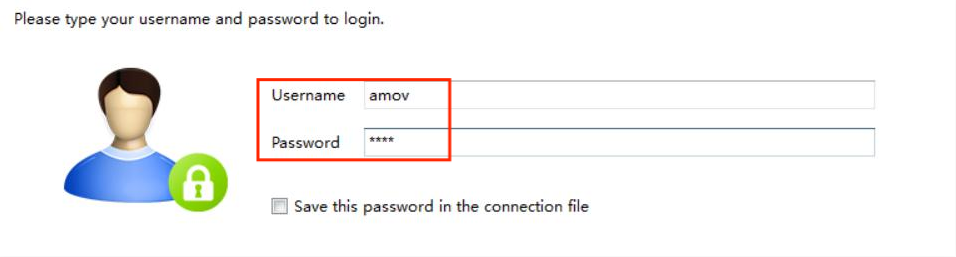 Please type your username and password to login.
Username amov
Password ****
Save this password in the connection file